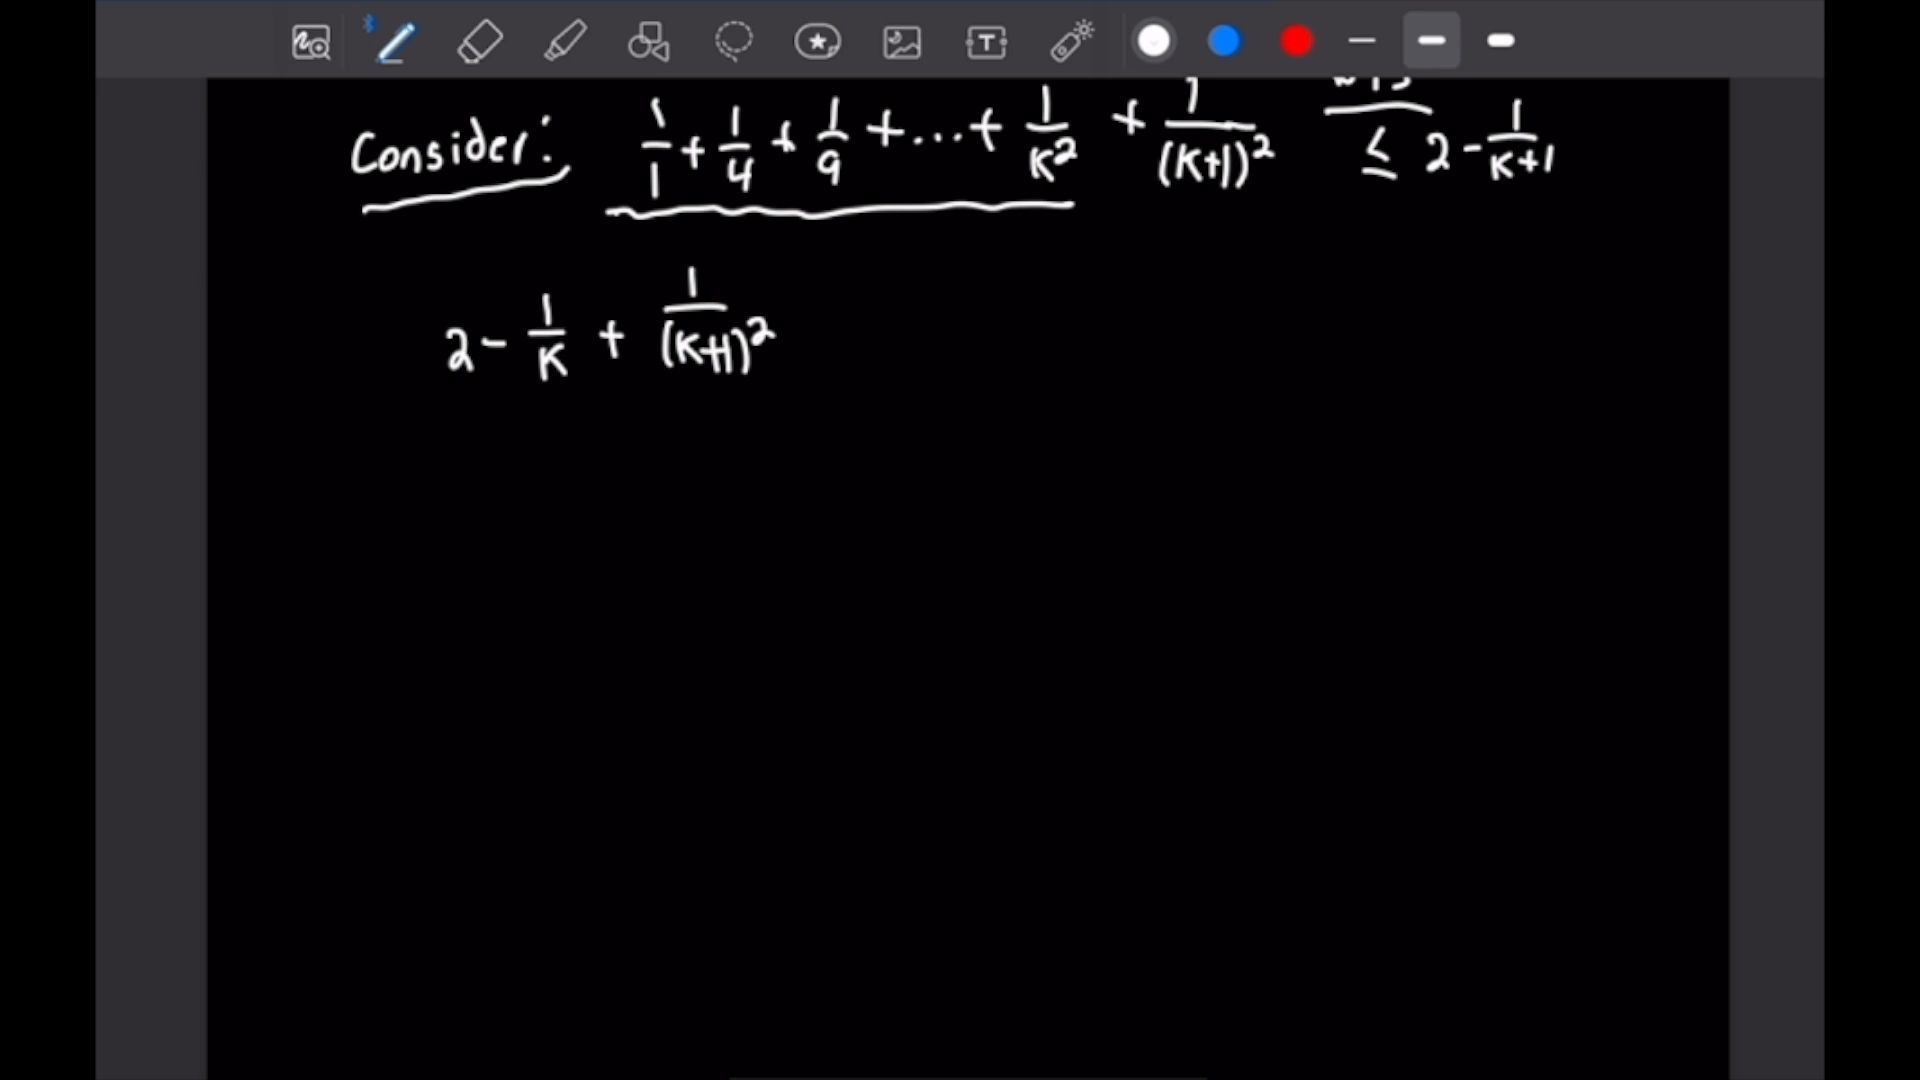 Consider: 1/1 + 1/4 + 1/9 + ... + 1/K² + 1/(K+1)² ≤ 2 - 1/K+1
2 - 1/K + 1/(K+1)²